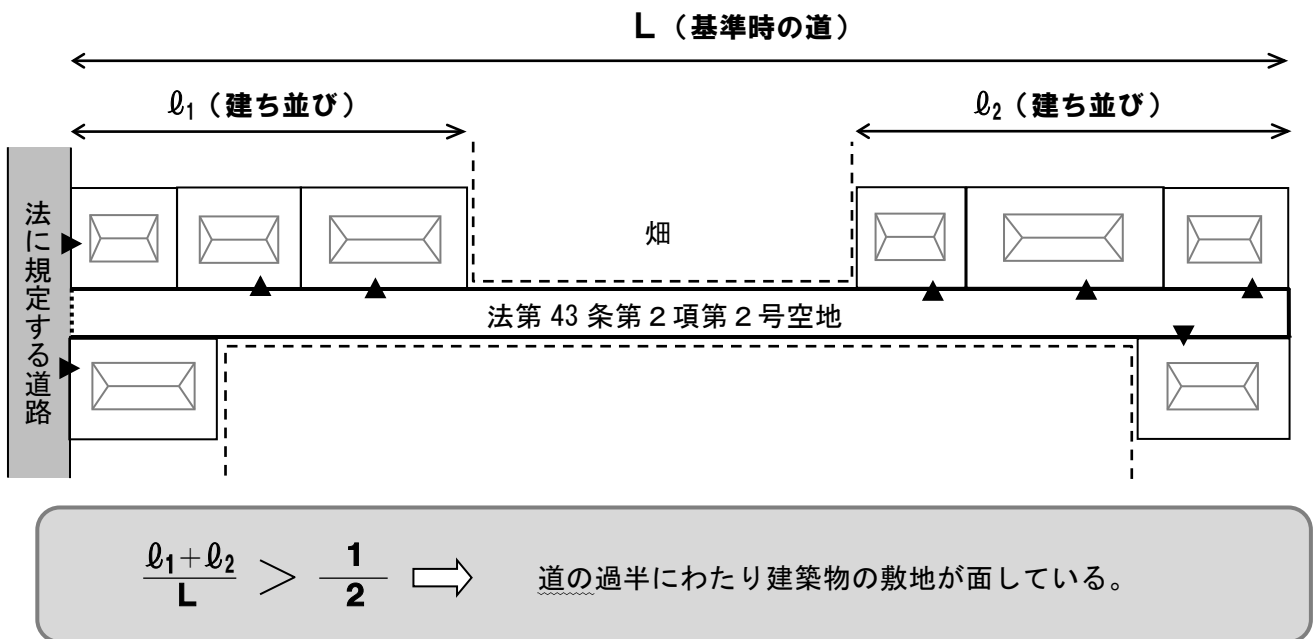 L（基準時の道）
ℓ₁（建ち並び）
ℓ₂（建ち並び）
法に規定する道路
畑
法第 43 条第２項第２号空地
ℓ₁+ℓ₂
L
＞
1
2
道の過半にわたり建築物の敷地が面している。